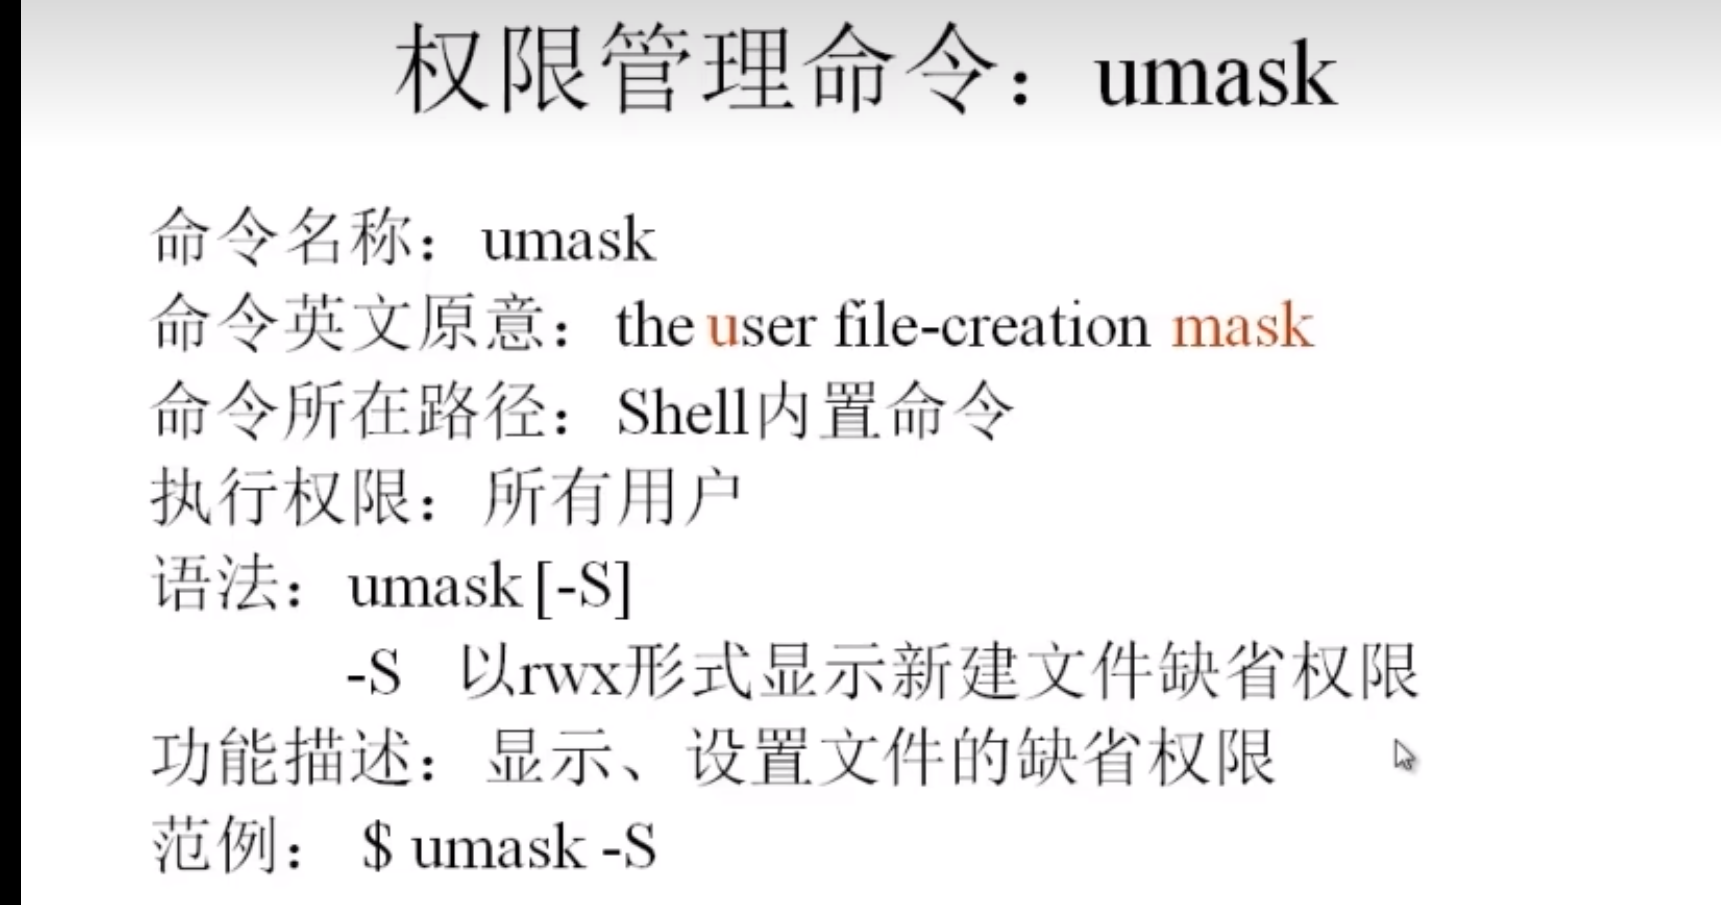 权限管理命令：umask
命令名称：umask
命令英文原意：the user file-creation mask
命令所在路径：Shell内置命令
执行权限：所有用户
语法：umask [-S]
-S 以rwx形式显示新建文件缺省权限
功能描述：显示、设置文件的缺省权限
范例：$ umask -S